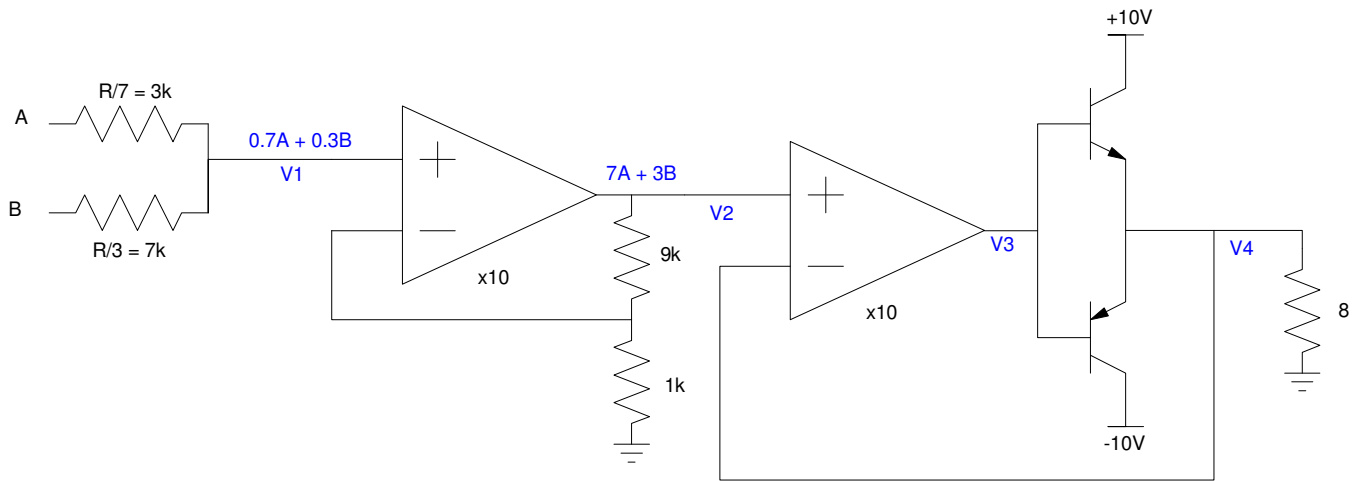 +10V
R/7 = 3k
A
0.7A + 0.3B
V1
7A + 3B
B
V2
V3
V4
R/3 = 7k
9k
x10
x10
8
1k
-10V